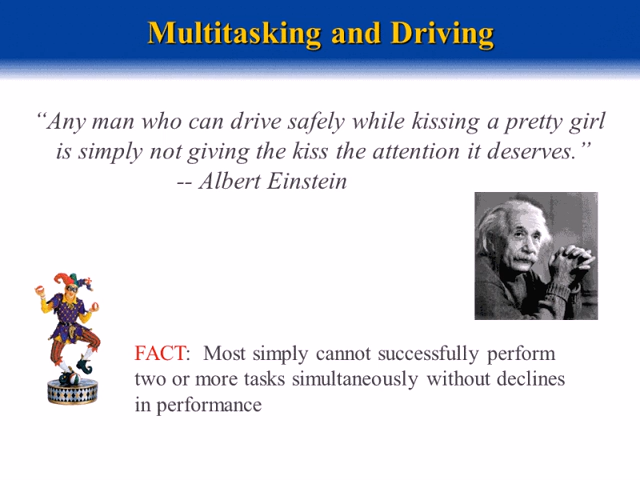 Multitasking and Driving
“Any man who can drive safely while kissing a pretty girl
is simply not giving the kiss the attention it deserves.”
-- Albert Einstein
FACT: Most simply cannot successfully perform
two or more tasks simultaneously without declines
in performance